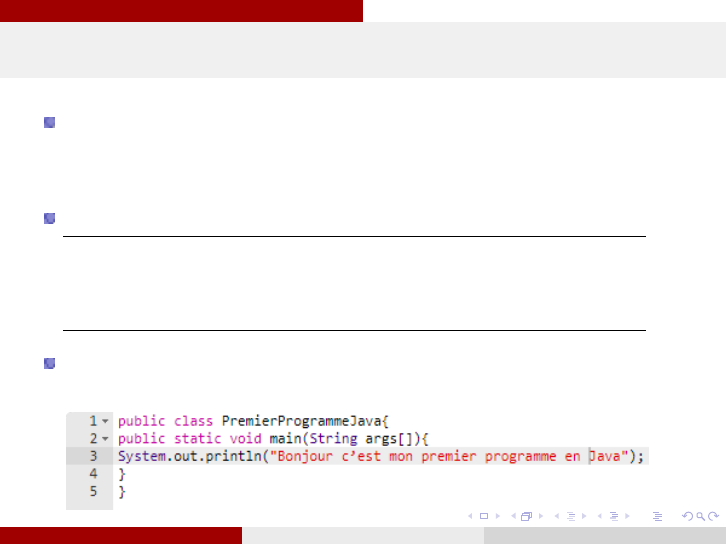 1 public class PremierProgrammeJava{
2 public static void main(String args[]){
3 System.out.println("Bonjour c’est mon premier programme en Java");
4 }
5 }